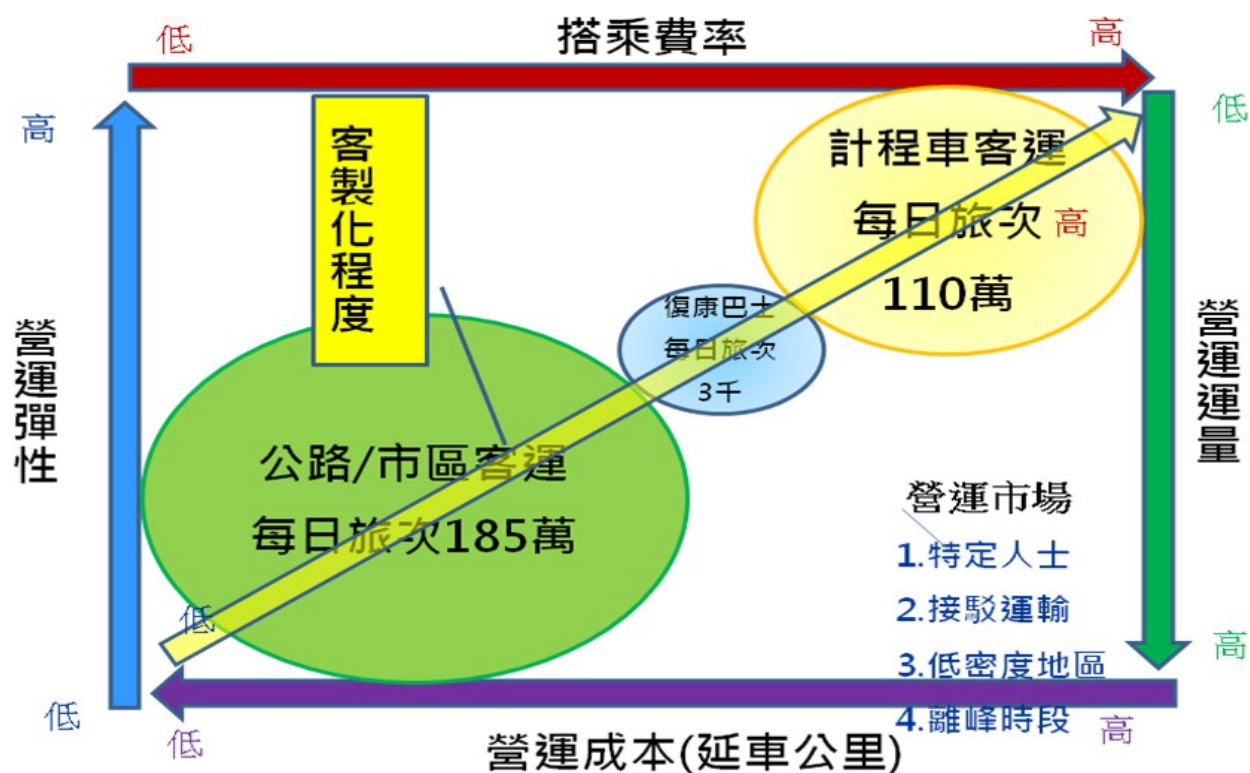 低
搭乘費率
高
高
低
客製化程度
計程車客運
每日旅次 高
110萬
復康巴士
每日旅次
3千
營運彈性
營運運量
公路/市區客運
每日旅次185萬
營運市場
1.特定人士
2.接駁運輸
3.低密度地區
4.離峰時段
低
高
低
低
營運成本(延車公里)
高